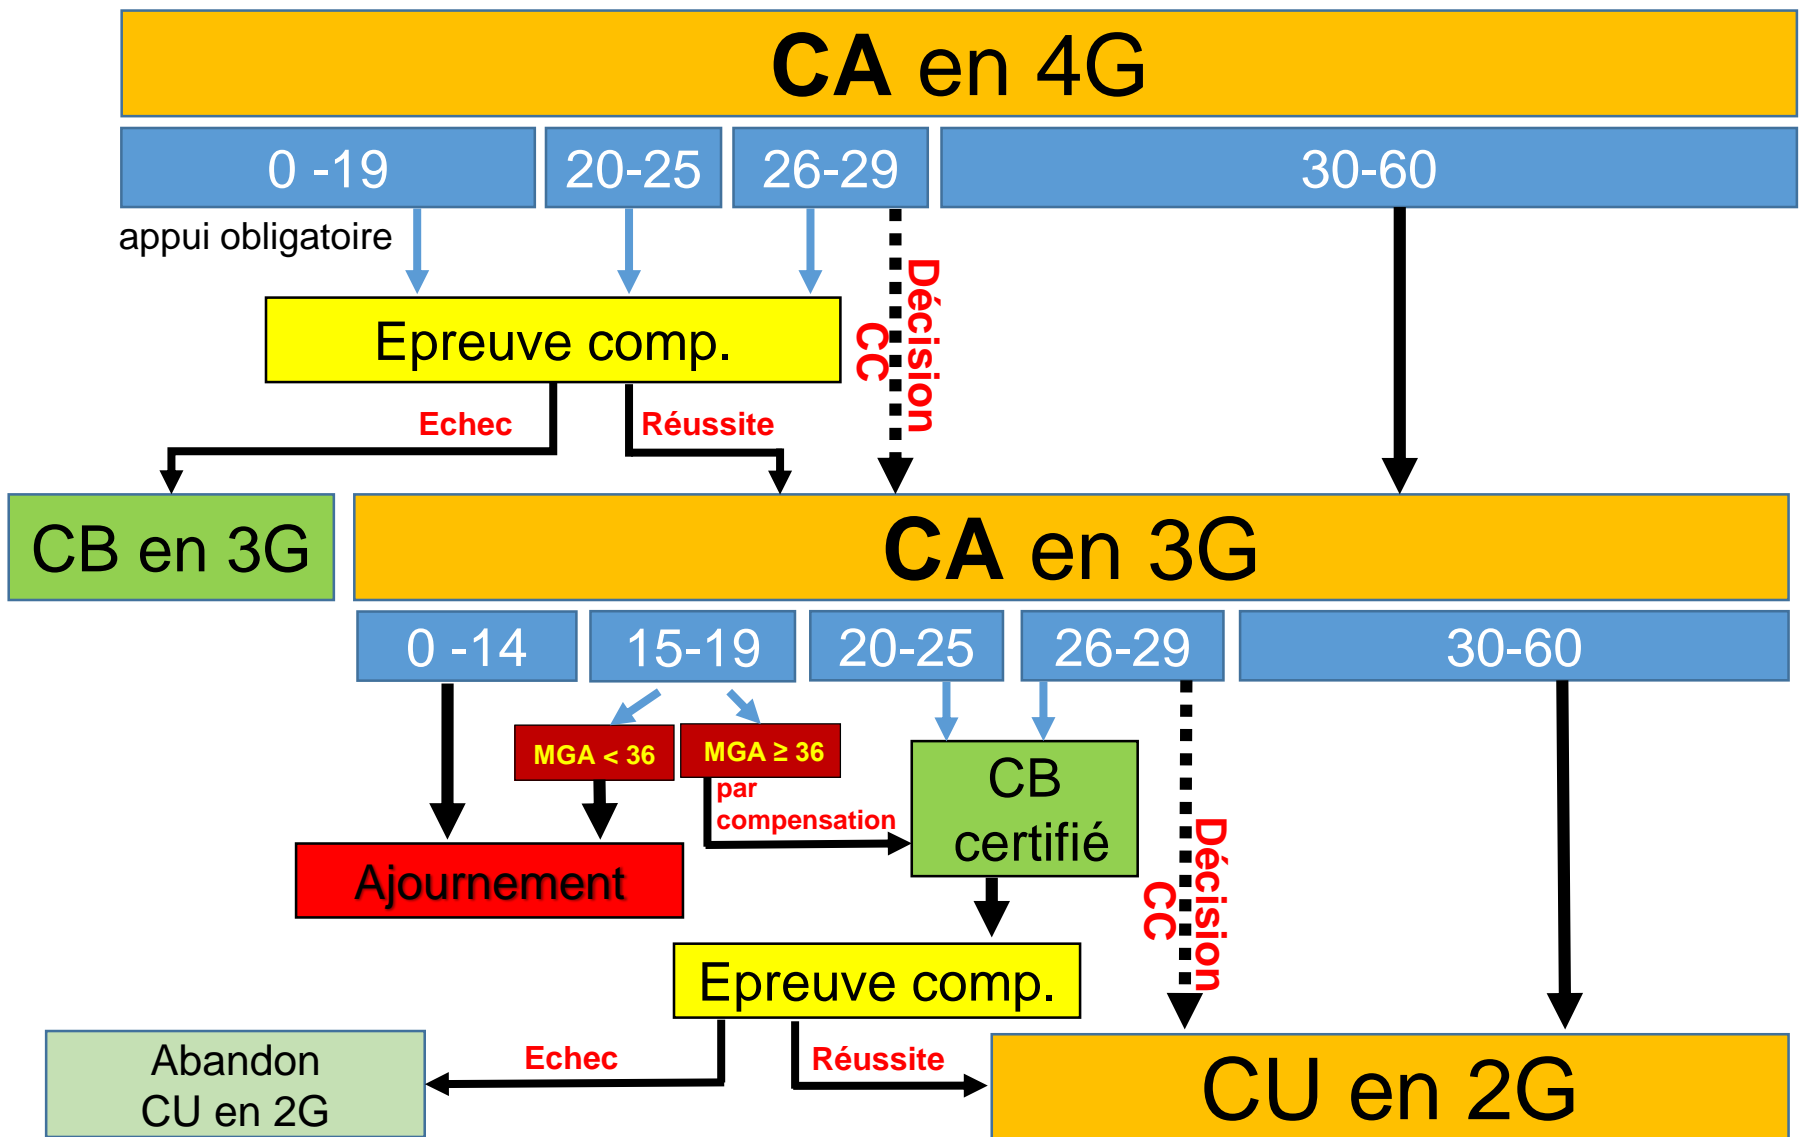 CA en 4G
0 -19
20-25
26-29
30-60
appui obligatoire
Décision
CC
Epreuve comp.
Echec
Réussite
CB en 3G
CA en 3G
0 -14
15-19
20-25
26-29
30-60
MGA < 36
MGA ≥ 36
par
compensation
CB
certifié
Décision
CC
Ajournement
Epreuve comp.
Echec
Réussite
Abandon
CU en 2G
CU en 2G